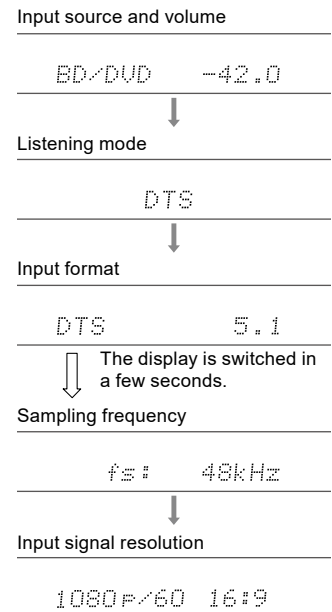 Input source and volume
BD/DVD -42.0
Listening mode
DTS
Input format
DTS 5.1
The display is switched in
a few seconds.
Sampling frequency
fs: 48kHz
Input signal resolution
1080p/60 16:9